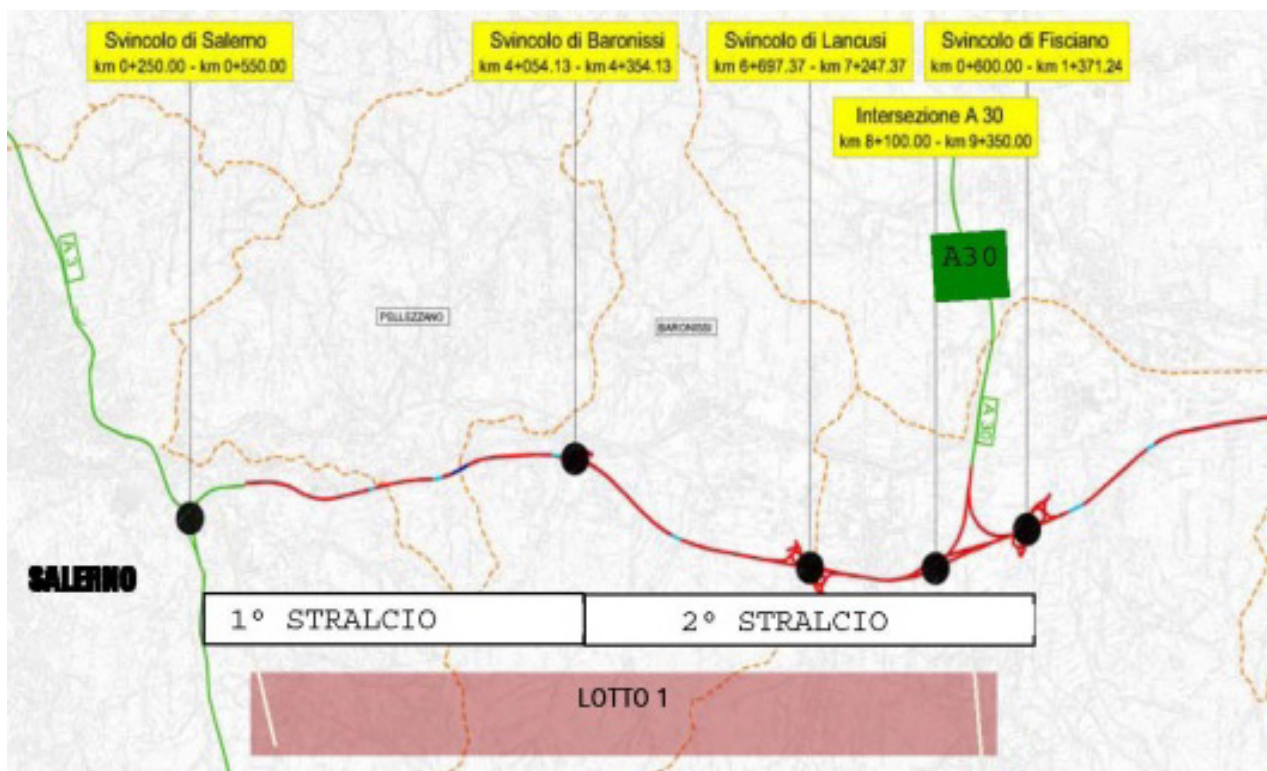 Svincolo di Salerno
km 0+250.00 - km 0+550.00
Svincolo di Baronissi
km 4+054.13 - km 4+354.13
Svincolo di Lancusi
km 6+697.37 - km 7+247.37
Svincolo di Fisciano
km 0+600.00 - km 1+371.24
Intersezione A 30
km 8+100.00 - km 9+350.00
A 3
A30
PELLEZZANO
BARONISSI
A 30
SALERNO
1° STRALCIO
2° STRALCIO
LOTTO 1